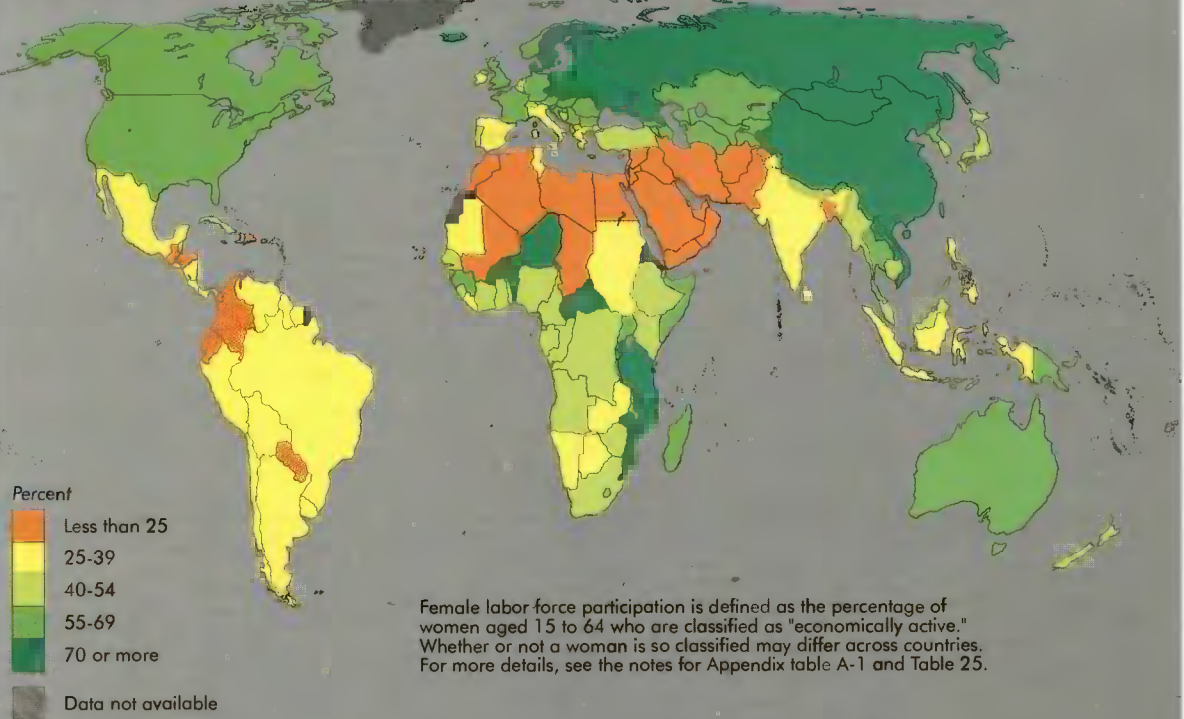 Percent
Less than 25
25-39
40-54
55-69
70 or more
Data not available
Female labor force participation is defined as the percentage of
women aged 15 to 64 who are classified as "economically active."
Whether or not a woman is so classified may differ across countries.
For more details, see the notes for Appendix table A-1 and Table 25.